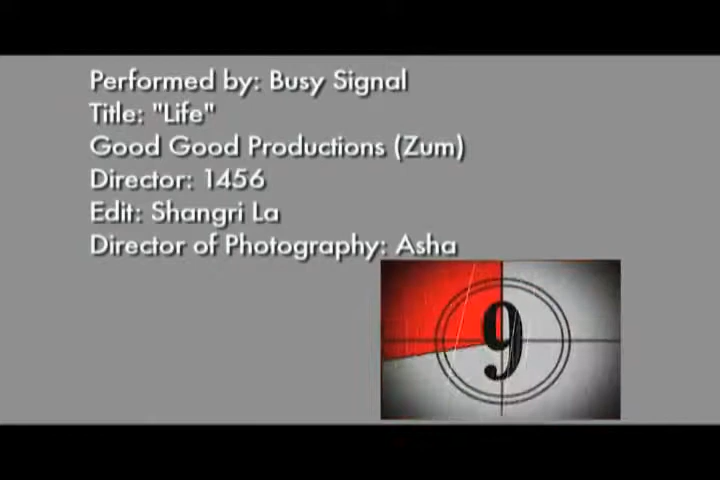 Performed by: Busy Signal
Title: "Life"
Good Good Productions (Zum)
Director: 1456
Edit: Shangri La
Director of Photography: Asha
9